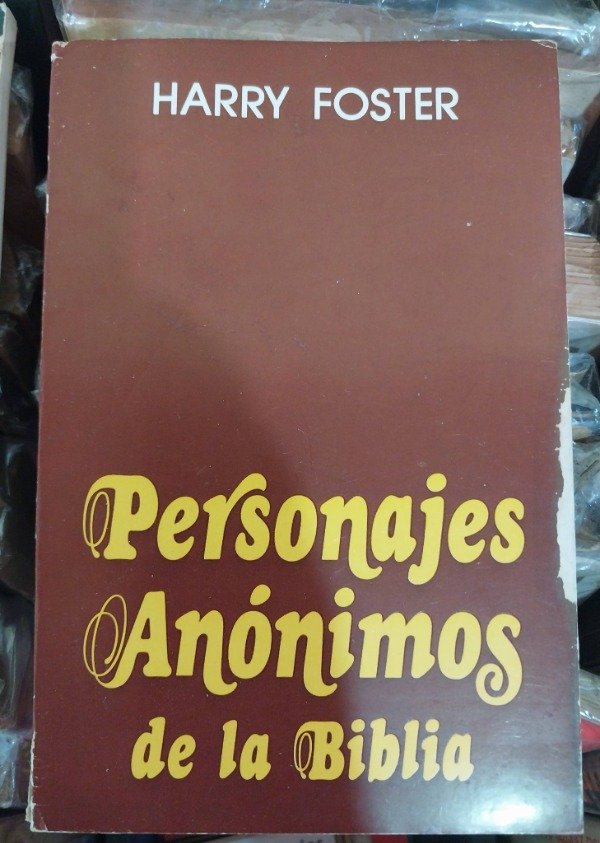 HARRY FOSTER
Personajes
Anónimos
de la Biblia